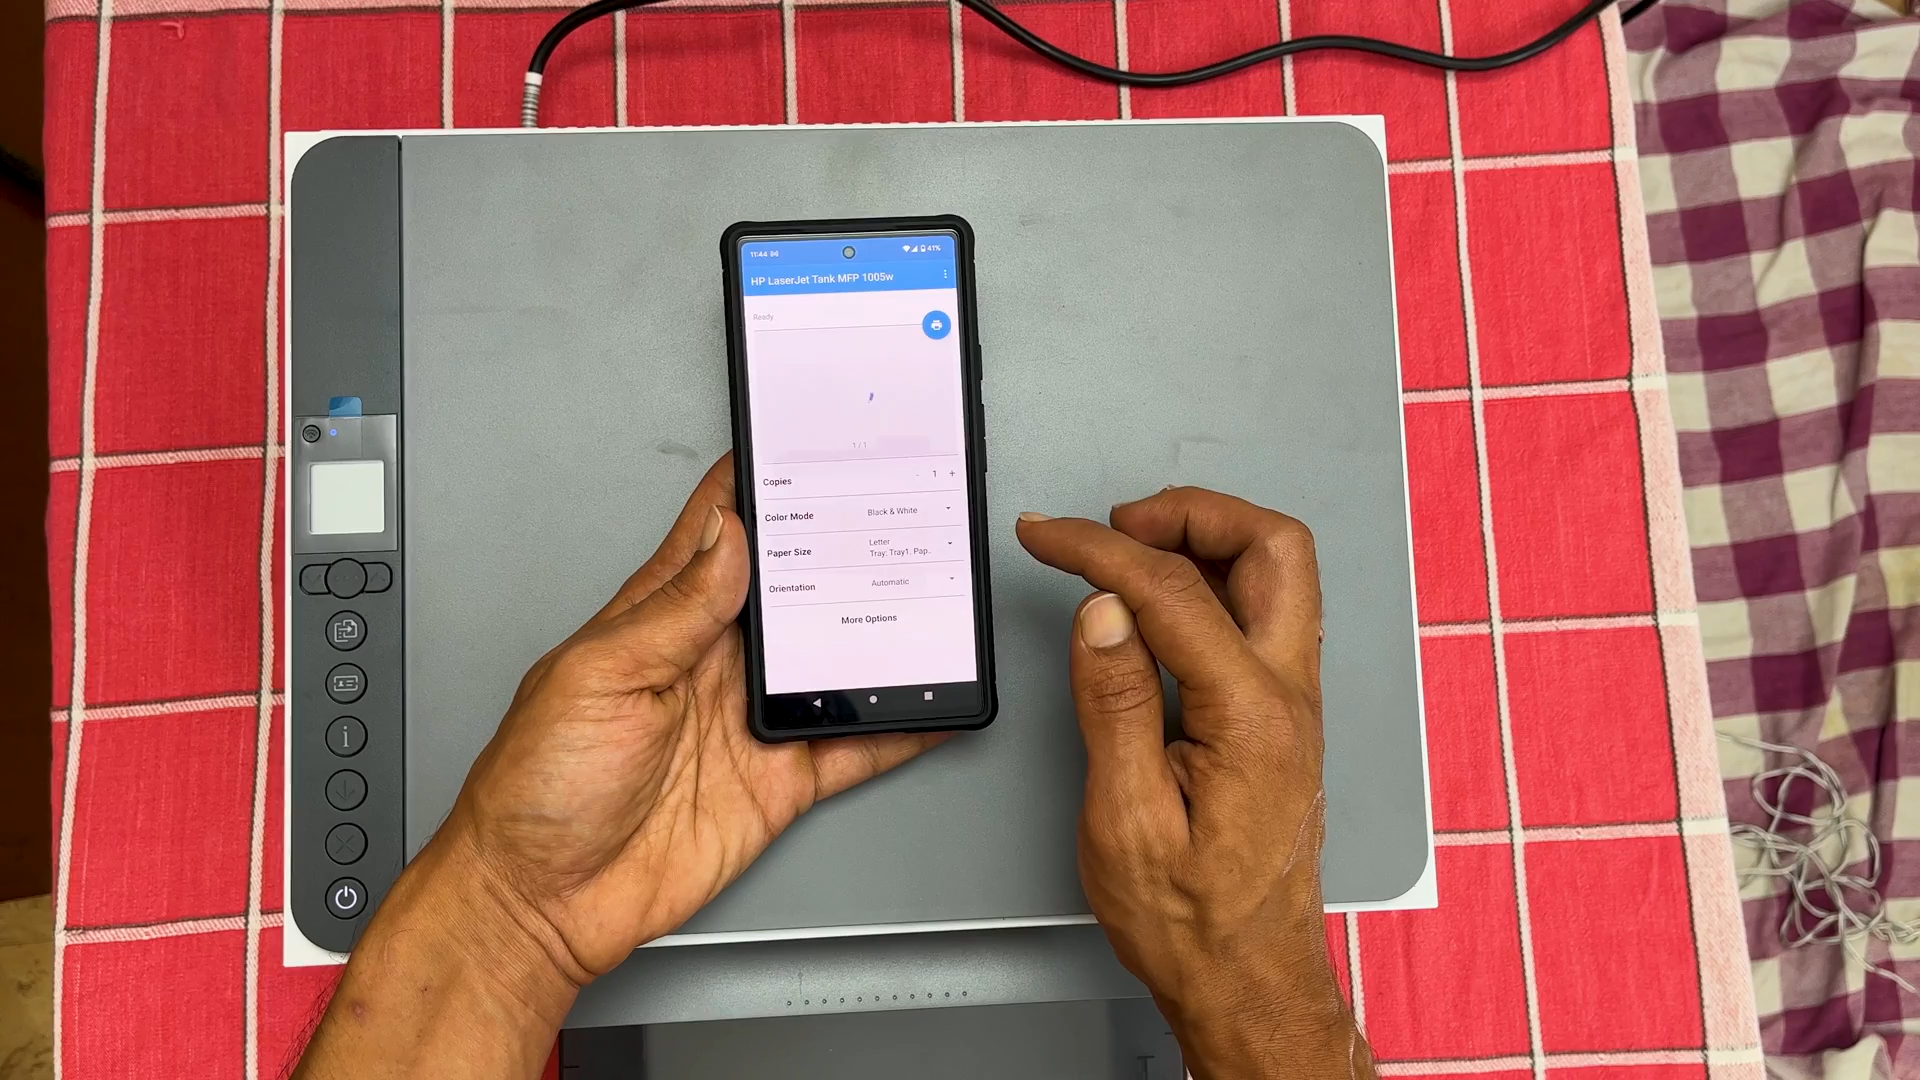 11:44
41%
HP LaserJet Tank MFP 1005w
Ready
1 / 1
Copies - 1 +
Color Mode Black & White
Paper Size Letter
Tray: Tray1. Pap..
Orientation Automatic
More Options